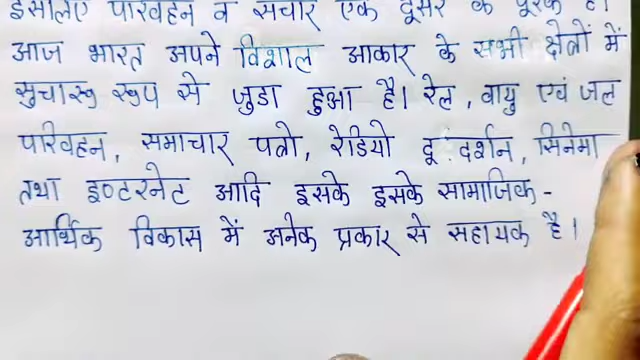 इसलिए परिवहन व संचार एक दूसरे के पूरक है।
आज भारत अपने विशाल आकार के सभी क्षेत्रों में
सुचारू रूप से जुडा हुआ है। रेल, वायु एवं जल
परिवहन, समाचार पत्रो, रेडियो दू.दर्शन, सिनेमा
तथा इण्टरनेट आदि इसके इसके सामाजिक-
आर्थिक विकास में अनेक प्रकार से सहायक है।